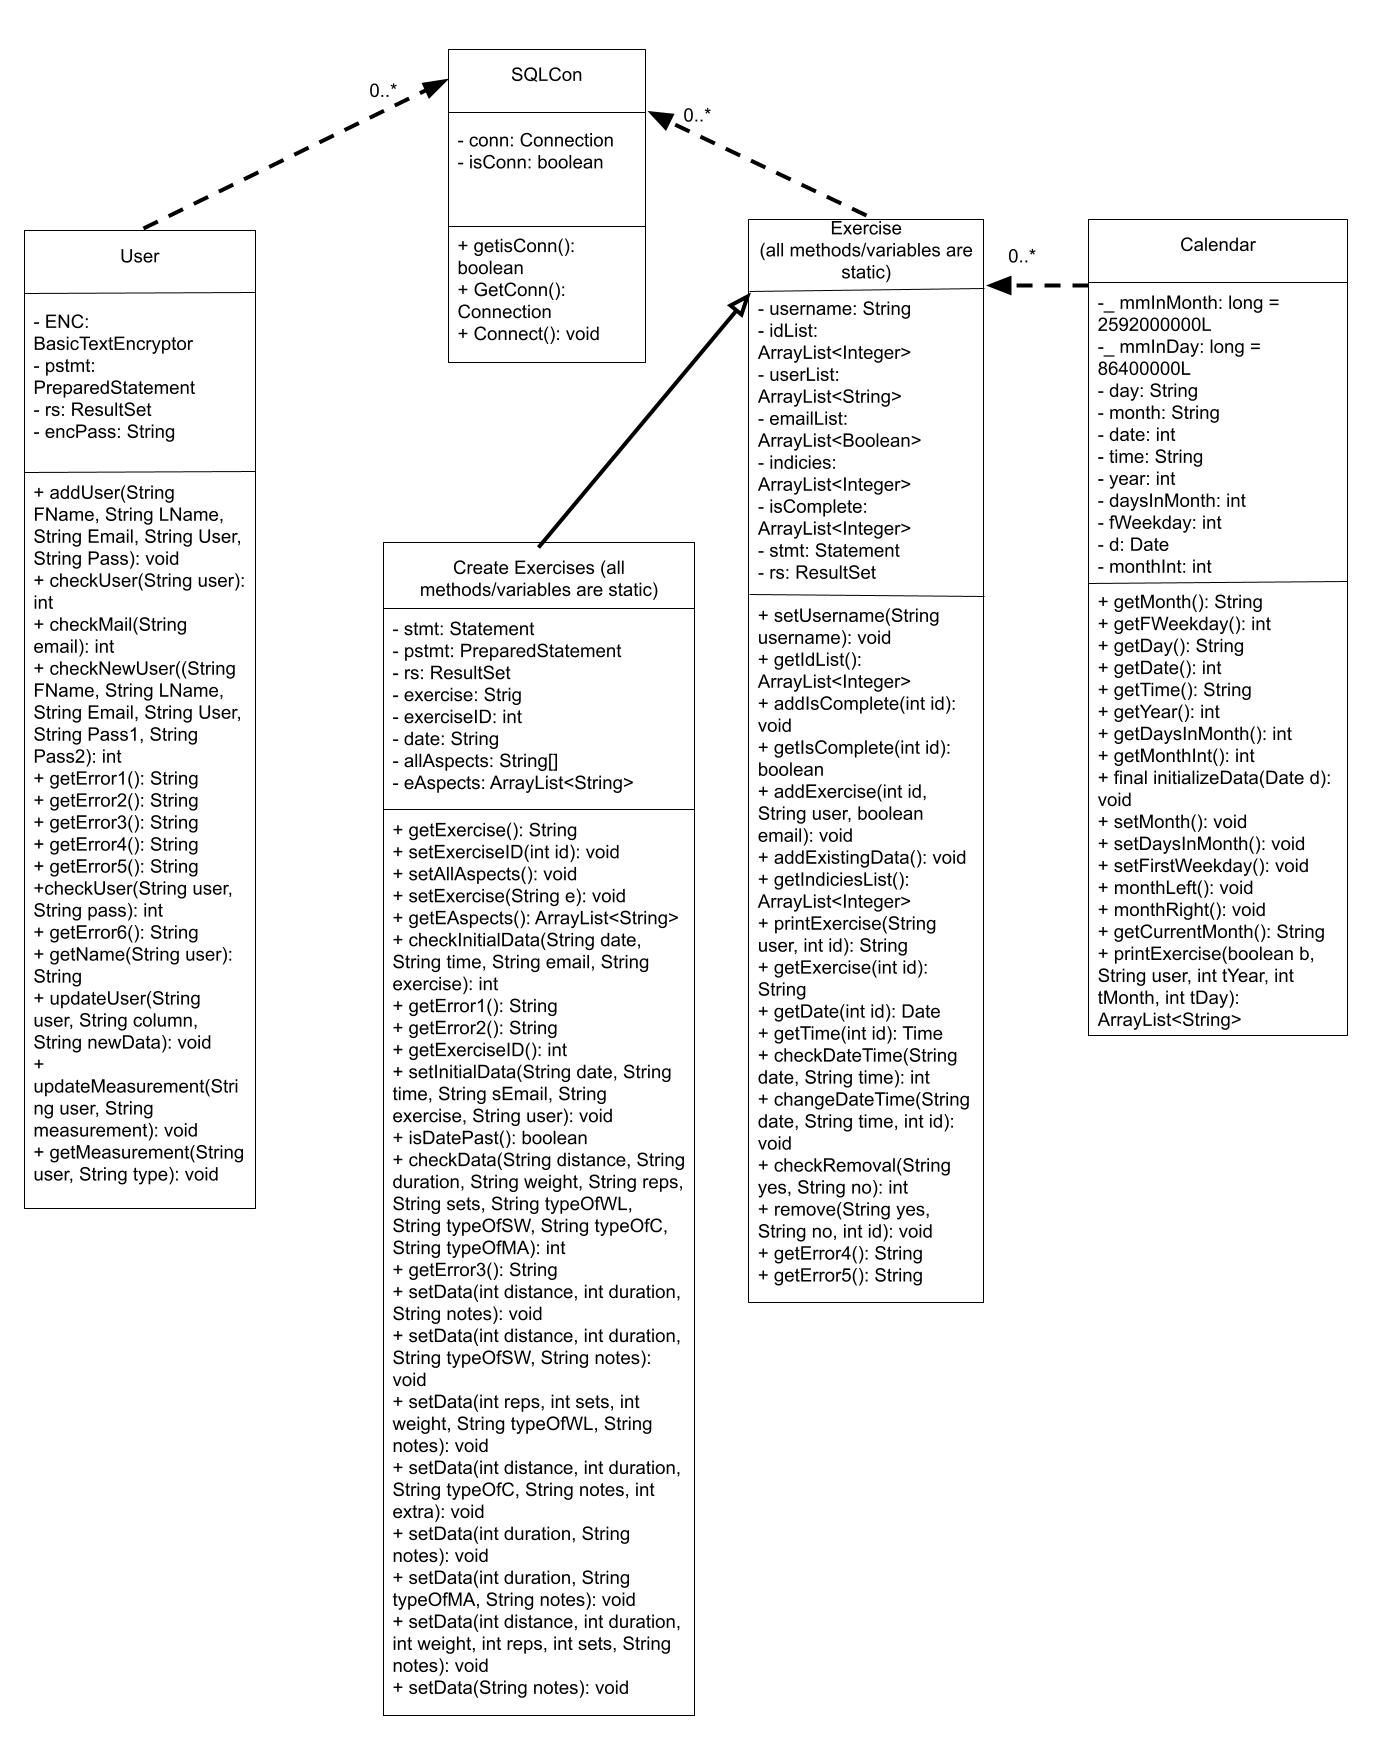 0..*
SQLCon
- conn: Connection
- isConn: boolean
+ getisConn():
boolean
+ GetConn():
Connection
+ Connect(): void
0..*
User
- ENC:
BasicTextEncryptor
- pstmt:
PreparedStatement
- rs: ResultSet
- encPass: String
+ addUser(String
FName, String LName,
String Email, String User,
String Pass): void
+ checkUser(String user):
int
+ checkMail(String
email): int
+ checkNewUser((String
FName, String LName,
String Email, String User,
String Pass1, String
Pass2): int
+ getError1(): String
+ getError2(): String
+ getError3(): String
+ getError4(): String
+ getError5(): String
+checkUser(String user,
String pass): int
+ getError6(): String
+ getName(String user):
String
+ updateUser(String
user, String column,
String newData): void
+
updateMeasurement(Stri
ng user, String
measurement): void
+ getMeasurement(String
user, String type): void
Create Exercises (all
methods/variables are static)
- stmt: Statement
- pstmt: PreparedStatement
- rs: ResultSet
- exercise: Strig
- exerciseID: int
- date: String
- allAspects: String[]
- eAspects: ArrayList<String>
+ getExercise(): String
+ setExerciseID(int id): void
+ setAllAspects(): void
+ setExercise(String e): void
+ getEAspects(): ArrayList<String>
+ checkInitialData(String date,
String time, String email, String
exercise): int
+ getError1(): String
+ getError2(): String
+ getExerciseID(): int
+ setInitialData(String date, String
time, String sEmail, String
exercise, String user): void
+ isDatePast(): boolean
+ checkData(String distance, String
duration, String weight, String reps,
String sets, String typeOfWL,
String typeOfSW, String typeOfC,
String typeOfMA): int
+ getError3(): String
+ setData(int distance, int duration,
String notes): void
+ setData(int distance, int duration,
String typeOfSW, String notes):
void
+ setData(int reps, int sets, int
weight, String typeOfWL, String
notes): void
+ setData(int distance, int duration,
String typeOfC, String notes, int
extra): void
+ setData(int duration, String
notes): void
+ setData(int duration, String
typeOfMA, String notes): void
+ setData(int distance, int duration,
int weight, int reps, int sets, String
notes): void
+ setData(String notes): void
Exercise
(all methods/variables are
static)
- username: String
- idList:
ArrayList<Integer>
- userList:
ArrayList<String>
- emailList:
ArrayList<Boolean>
- indicies:
ArrayList<Integer>
- isComplete:
ArrayList<Integer>
- stmt: Statement
- rs: ResultSet
+ setUsername(String
username): void
+ getIdList():
ArrayList<Integer>
+ addIsComplete(int id):
void
+ getIsComplete(int id):
boolean
+ addExercise(int id,
String user, boolean
email): void
+ addExistingData(): void
+ getIndiciesList():
ArrayList<Integer>
+ printExercise(String
user, int id): String
+ getExercise(int id):
String
+ getDate(int id): Date
+ getTime(int id): Time
+ checkDateTime(String
date, String time): int
+ changeDateTime(String
date, String time, int id):
void
+ checkRemoval(String
yes, String no): int
+ remove(String yes,
String no, int id): void
+ getError4(): String
+ getError5(): String
0..*
Calendar
-_ mmInMonth: long =
2592000000L
-_ mmInDay: long =
86400000L
- day: String
- month: String
- date: int
- time: String
- year: int
- daysInMonth: int
- fWeekday: int
- d: Date
- monthInt: int
+ getMonth(): String
+ getFWeekday(): int
+ getDay(): String
+ getDate(): int
+ getTime(): String
+ getYear(): int
+ getDaysInMonth(): int
+ getMonthInt(): int
+ final initializeData(Date d):
void
+ setMonth(): void
+ setDaysInMonth(): void
+ setFirstWeekday(): void
+ monthLeft(): void
+ monthRight(): void
+ getCurrentMonth(): String
+ printExercise(boolean b,
String user, int tYear, int
tMonth, int tDay):
ArrayList<String>